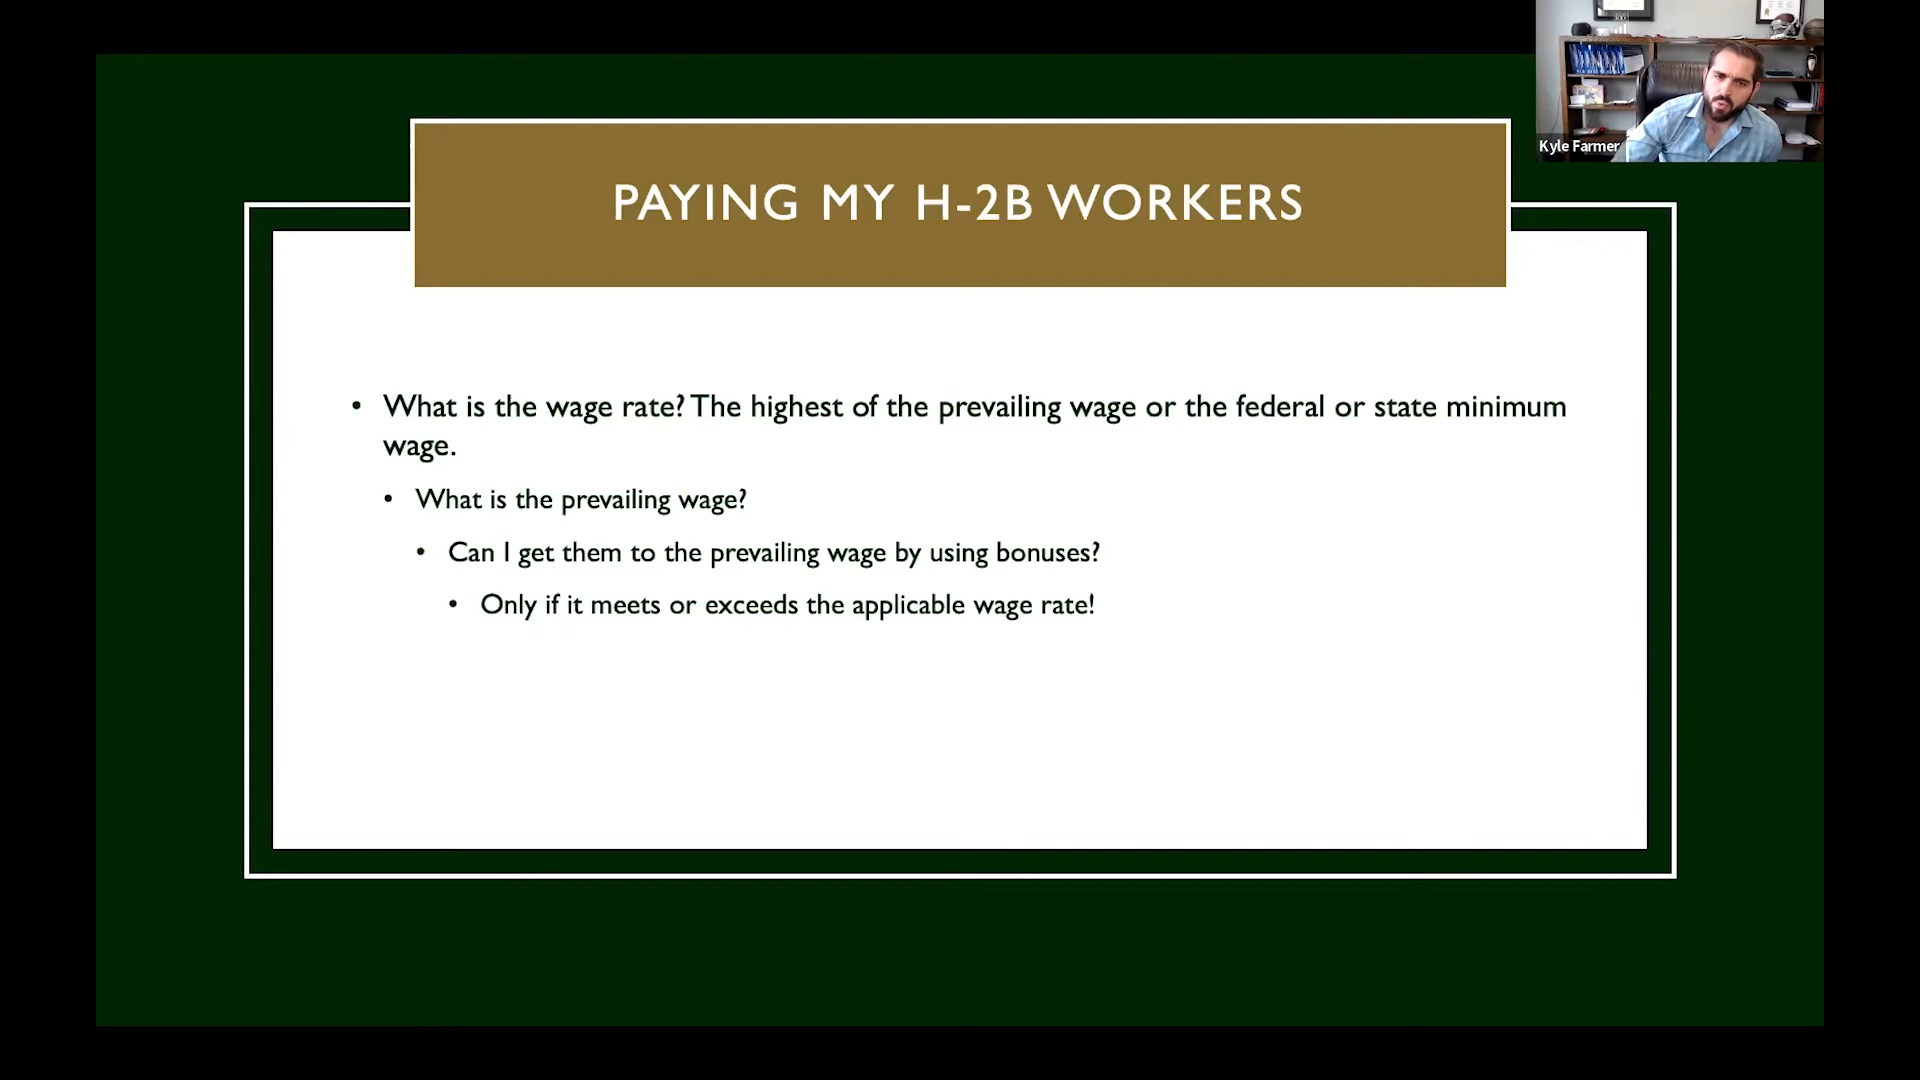 PAYING MY H-2B WORKERS
Kyle Farmer
• What is the wage rate? The highest of the prevailing wage or the federal or state minimum
wage.
• What is the prevailing wage?
• Can I get them to the prevailing wage by using bonuses?
• Only if it meets or exceeds the applicable wage rate!